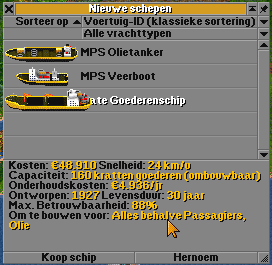 Nieuwe schepen
Sorteer op Voertuig-ID (klassieke sortering)
Alle vrachttypen
MPS Olietanker
MPS Veerboot
ate Goederenschip
Kosten: €48.910 Snelheid: 24 km/u
Capaciteit: 160 kratten goederen (ombouwbaar)
Onderhoudskosten: €4.936/jr
Ontworpen: 1927 Levensduur: 30 jaar
Max. Betrouwbaarheid: 88%
Om te bouwen voor: Alles behalve Passagiers,
Olie
Koop schip Hernoem